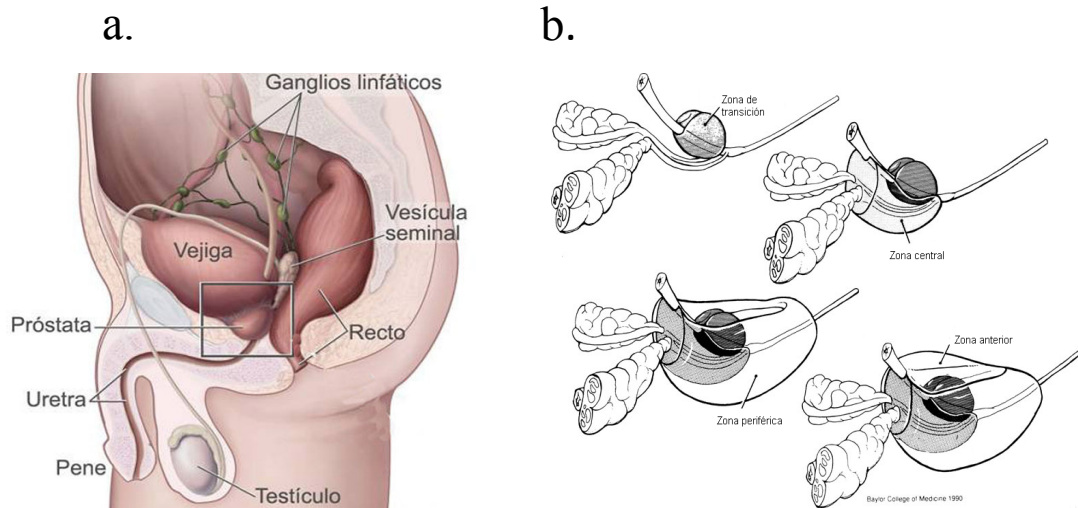 a.
Ganglios linfáticos
Vesícula
seminal
Vejiga
Próstata
Recto
Uretra
Pene
Testículo
b.
Zona de
transición
Zona central
Zona anterior
Zona periférica
Baylor College of Medicine 1990